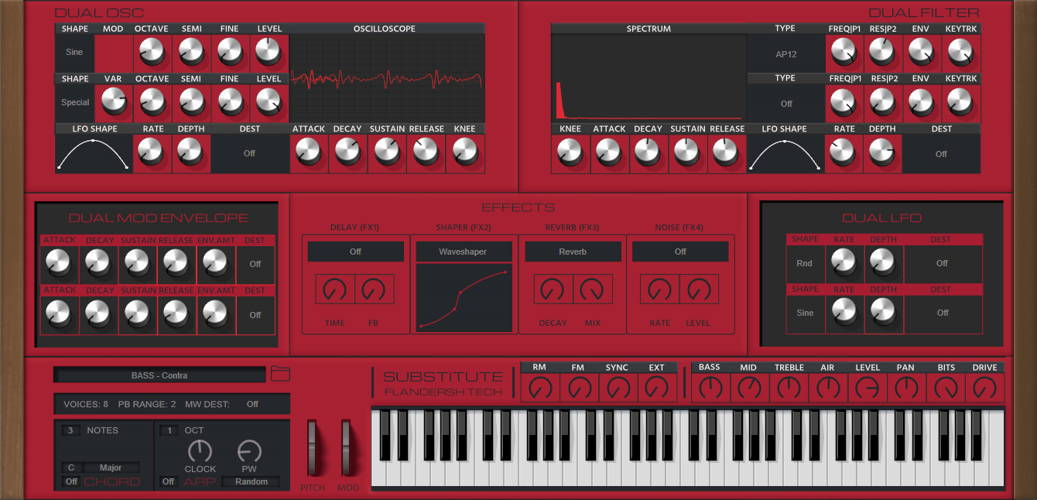 DUAL OSC
SHAPE MOD OCTAVE SEMI FINE LEVEL OSCILLOSCOPE
Sine
SHAPE VAR OCTAVE SEMI FINE LEVEL
Special
LFO SHAPE RATE DEPTH DEST ATTACK DECAY SUSTAIN RELEASE KNEE
Off
DUAL FILTER
SPECTRUM TYPE FREQ|P1 RES|P2 ENV KEYTRK
AP12
TYPE FREQ|P1 RES|P2 ENV KEYTRK
Off
KNEE ATTACK DECAY SUSTAIN RELEASE LFO SHAPE RATE DEPTH DEST
Off
DUAL MOD ENVELOPE
ATTACK DECAY SUSTAIN RELEASE ENV.AMT DEST
Off
ATTACK DECAY SUSTAIN RELEASE ENV.AMT DEST
Off
EFFECTS
DELAY (FX1) SHAPER (FX2) REVERB (FX3) NOISE (FX4)
Off Waveshaper Reverb Off
TIME FB DECAY MIX RATE LEVEL
DUAL LFO
SHAPE RATE DEPTH DEST
Rnd Off
SHAPE RATE DEPTH DEST
Sine Off
BASS - Contra
VOICES: 8 PB RANGE: 2 MW DEST: Off
3 NOTES 1 OCT
CLOCK PW
C Major
Off CHORD Off ARP Random
PITCH MOD
SUBSTITUTE
FLANDERSH TECH
RM FM SYNC EXT BASS MID TREBLE AIR LEVEL PAN BITS DRIVE